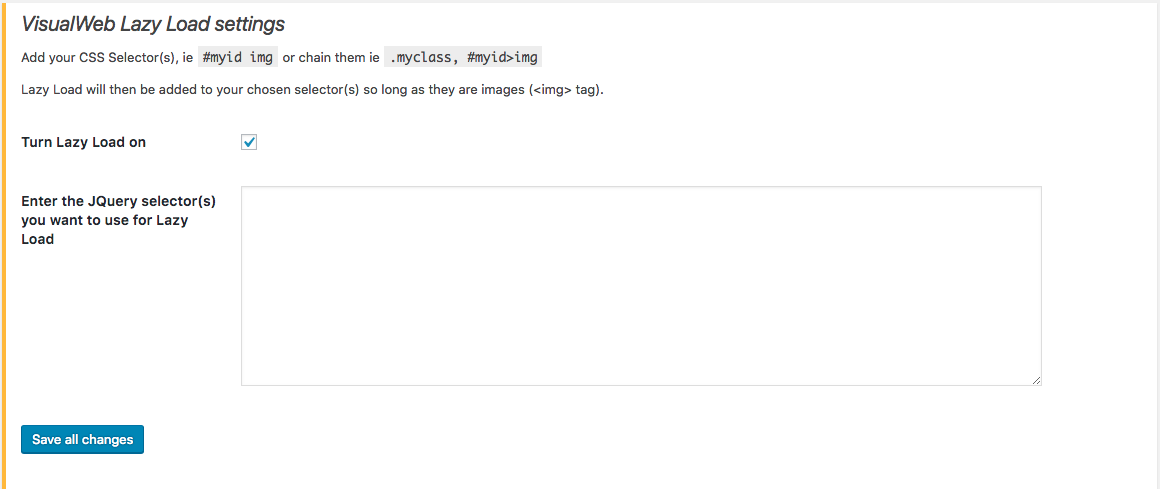 VisualWeb Lazy Load settings
Add your CSS Selector(s), ie #myid img or chain them ie .myclass, #myid>img
Lazy Load will then be added to your chosen selector(s) so long as they are images (<img> tag).
Turn Lazy Load on
Enter the JQuery selector(s)
you want to use for Lazy
Load
Save all changes